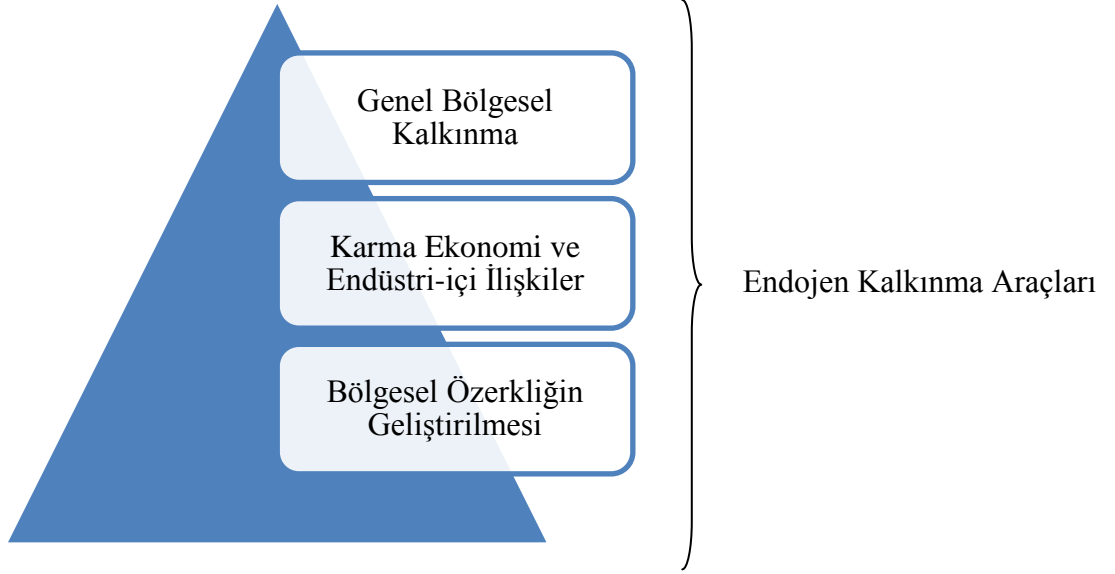 Genel Bölgesel
Kalkınma
Karma Ekonomi ve
Endüstri-içi İlişkiler
Bölgesel Özerkliğin
Geliştirilmesi
Endojen Kalkınma Araçları